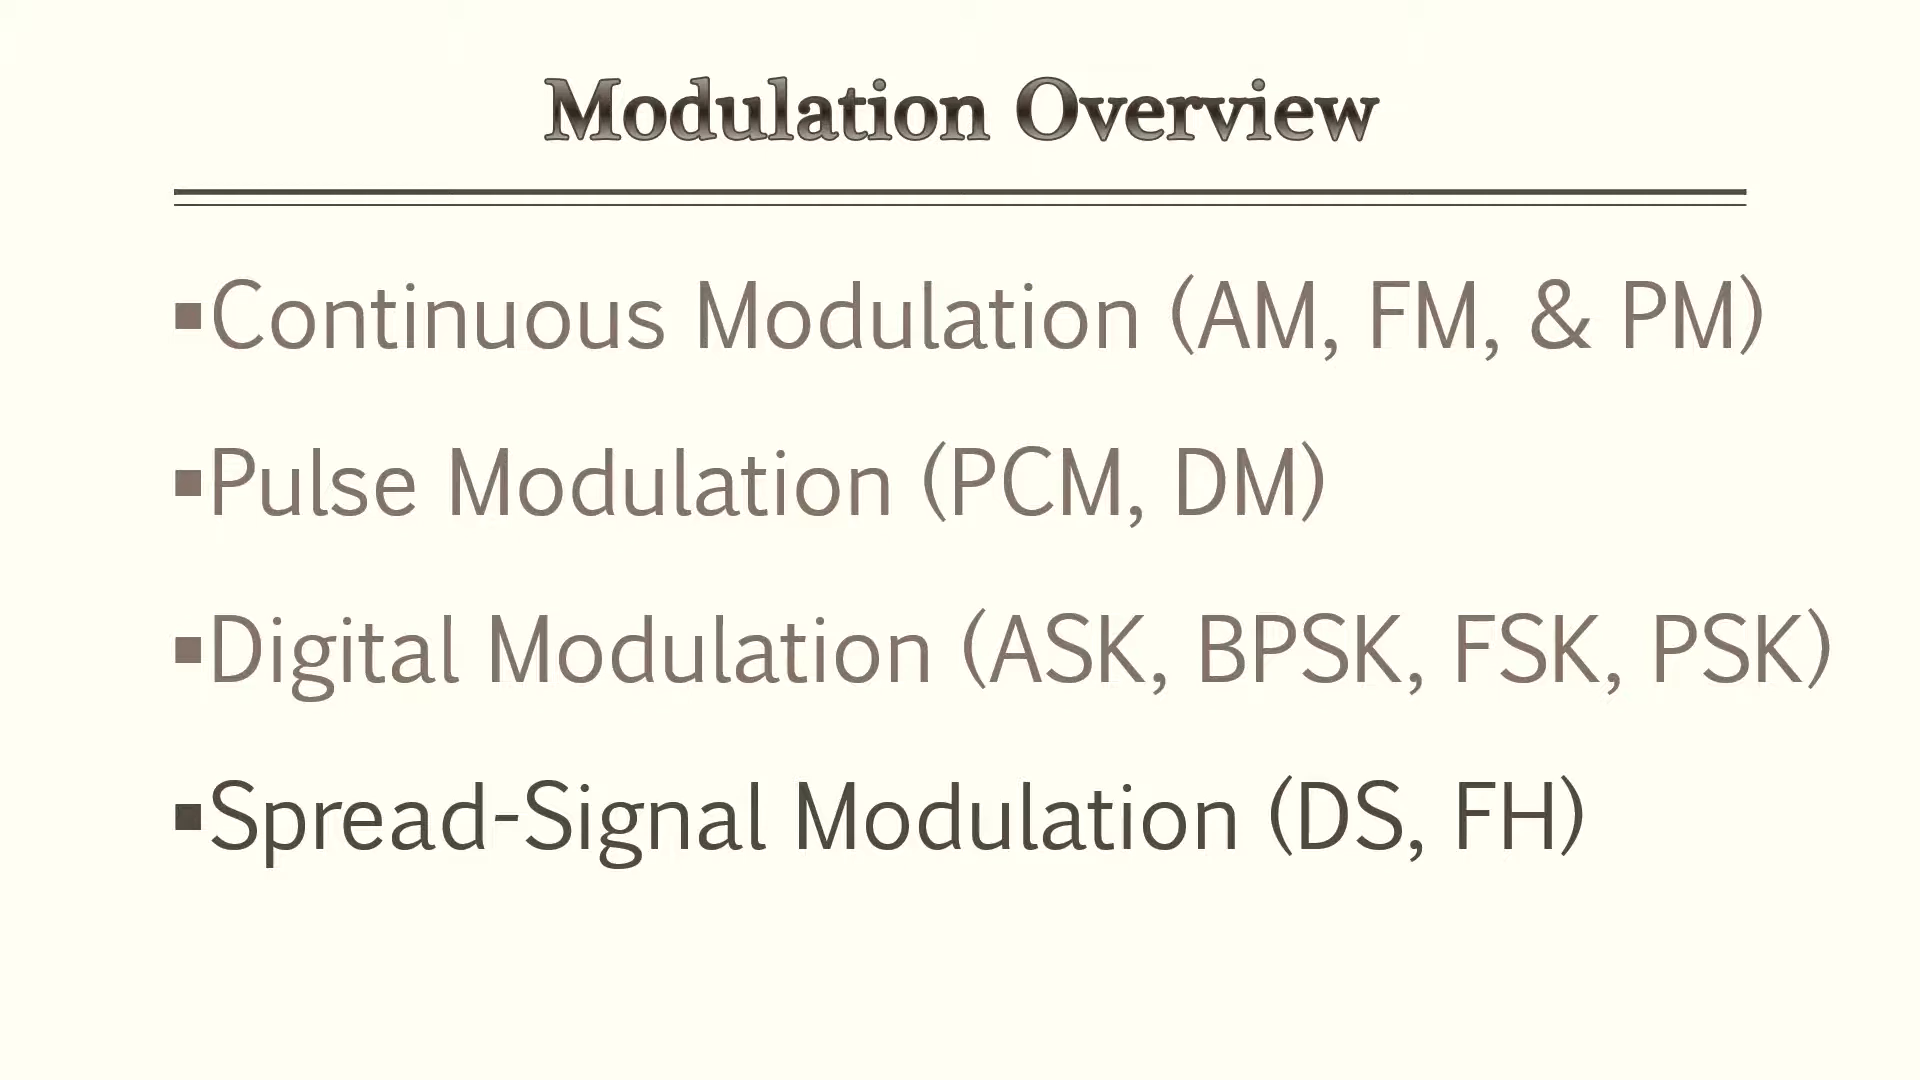 Modulation Overview
▪Continuous Modulation (AM, FM, & PM)
▪Pulse Modulation (PCM, DM)
▪Digital Modulation (ASK, BPSK, FSK, PSK)
▪Spread-Signal Modulation (DS, FH)